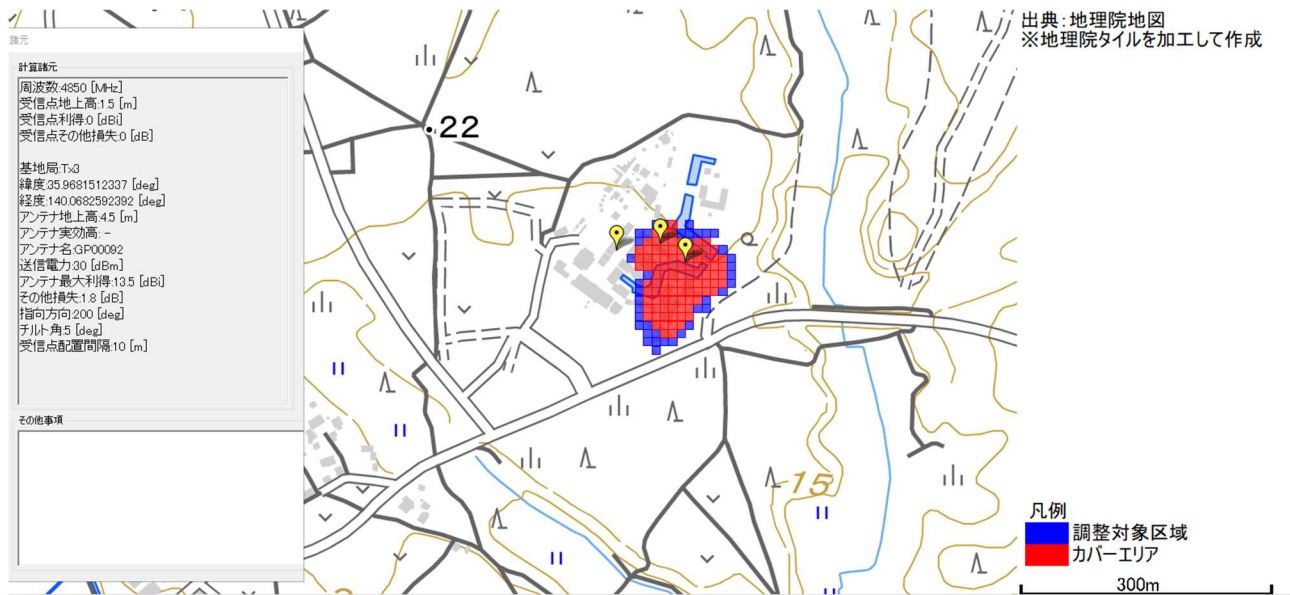 諸元
計算諸元
周波数:4850 [MHz]
受信点地上高:1.5 [m]
受信点利得:0 [dBi]
受信点その他損失:0 [dB]
基地局:Tx3
緯度:35.9681512337 [deg]
経度:140.0682592392 [deg]
アンテナ地上高:4.5 [m]
アンテナ実効高: -
アンテナ名:GP00092
送信電力:30 [dBm]
アンテナ最大利得:13.5 [dBi]
その他損失:1.8 [dB]
指向方向:200 [deg]
チルト角:5 [deg]
受信点配置間隔:10 [m]
その他事項
22
15
出典:地理院地図
※地理院タイルを加工して作成
凡例
調整対象区域
カバーエリア
300m